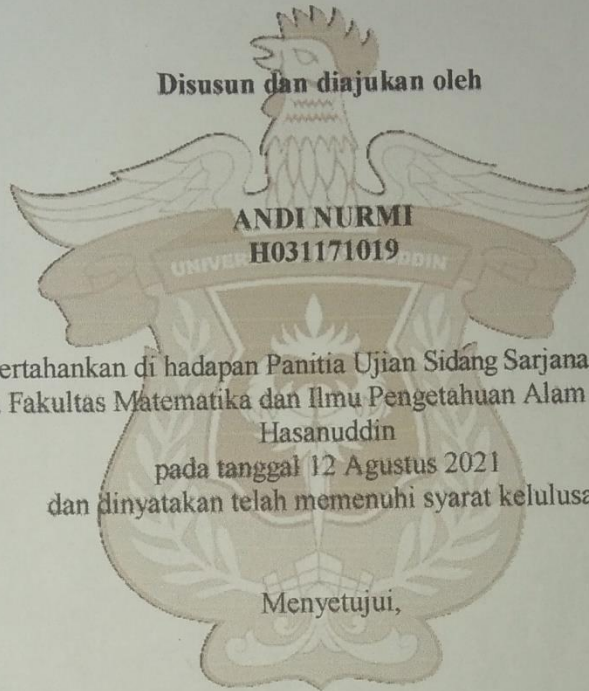 Disusun dan diajukan oleh
ANDI NURMI
H031171019
ertahankan di hadapan Panitia Ujian Sidang Sarjana
Fakultas Matematika dan Ilmu Pengetahuan Alam
Hasanuddin
pada tanggal 12 Agustus 2021
dan dinyatakan telah memenuhi syarat kelulusa
Menyetujui,